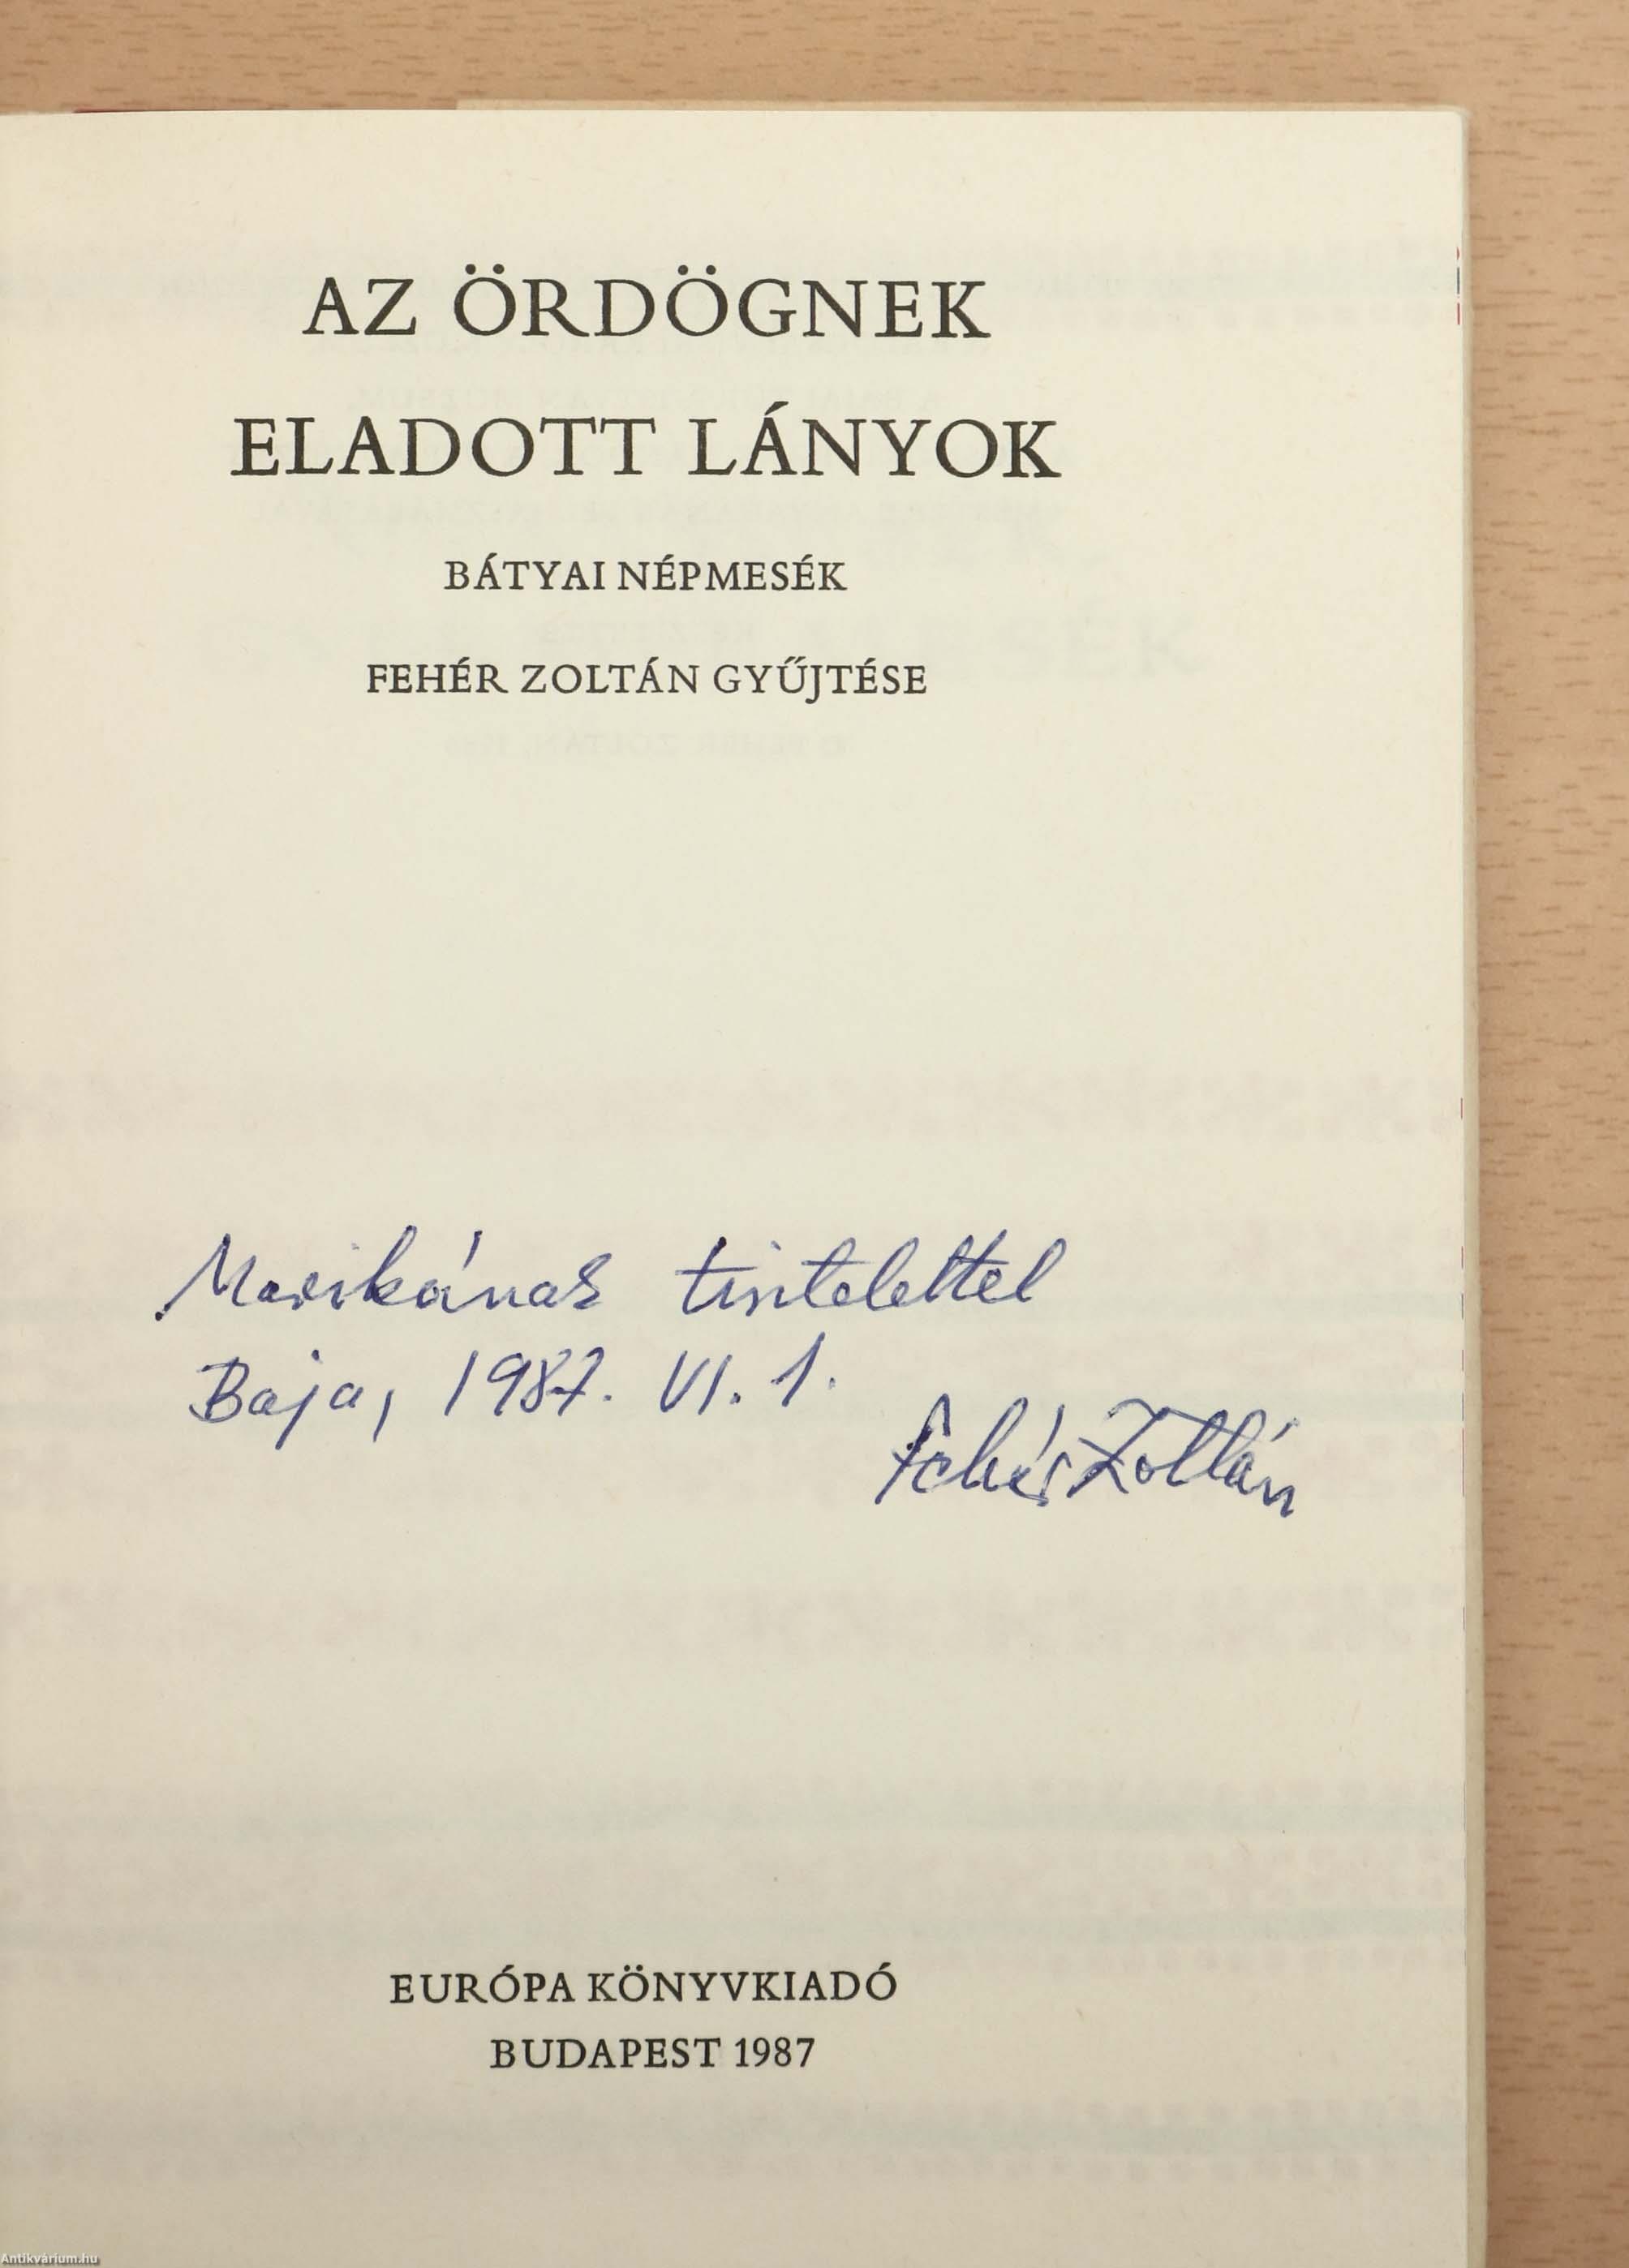 AZ ÖRDÖGNEK
ELADOTT LÁNYOK
BÁTYAI NÉPMESÉK
FEHÉR ZOLTÁN GYŰJTÉSE
Marikának tisztelettel
Baja, 1987. VI. 1.
Fehér Zoltán
EURÓPA KÖNYVKIADÓ
BUDAPEST 1987
Antikvárium.hu